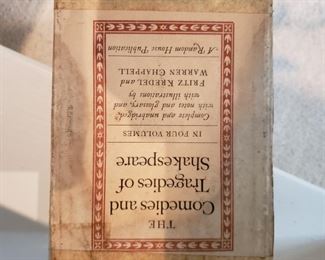 THE
Comedies and
Tragedies of
Shakespeare
IN FOUR VOLUMES
Complete and unabridged,
with notes and glossary, and
with illustrations by
FRITZ KREDEL and
WARREN CHAPPELL
A Random House Publication